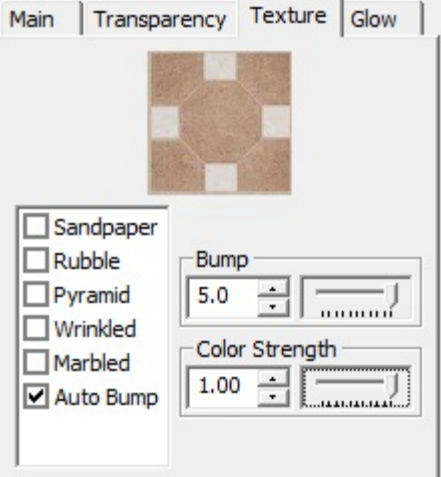 Main Transparency Texture Glow
Sandpaper
Rubble
Pyramid
Wrinkled
Marbled
Auto Bump
Bump
5.0
Color Strength
1.00